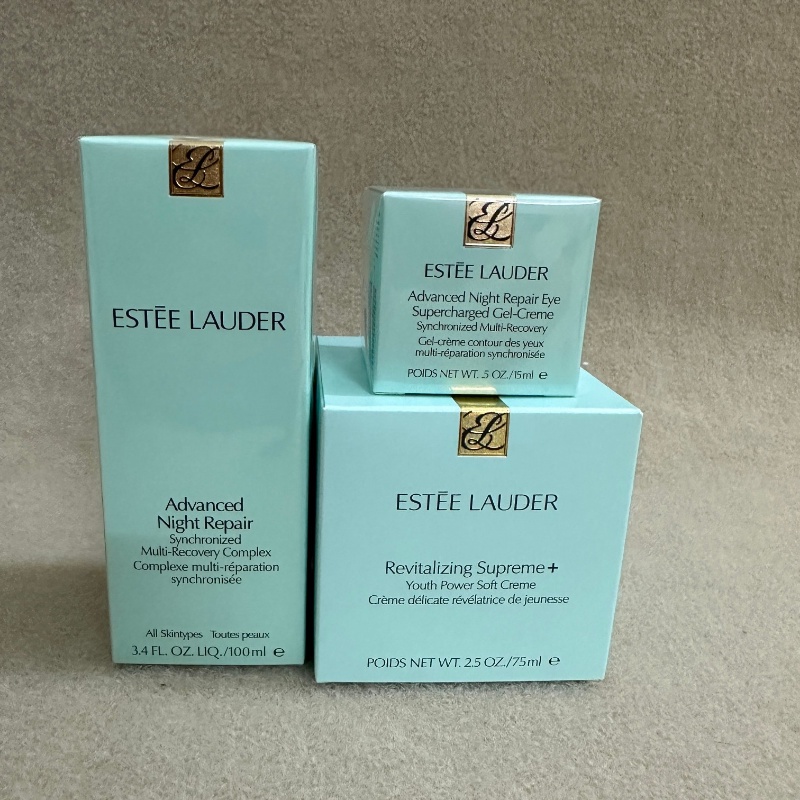 ESTĒE LAUDER
Advanced
Night Repair
Synchronized
Multi-Recovery Complex
Complexe multi-réparation
synchronisée
All Skintypes Toutes peaux
3.4 FL. OZ. LIQ./100ml ℮
ESTĒE LAUDER
Advanced Night Repair Eye
Supercharged Gel-Creme
Synchronized Multi-Recovery
Gel-crème contour des yeux
multi-réparation synchronisée
POIDS NET WT. .5 OZ./15ml ℮
ESTĒE LAUDER
Revitalizing Supreme+
Youth Power Soft Creme
Crème délicate révélatrice de jeunesse
POIDS NET WT. 2.5 OZ./75ml ℮